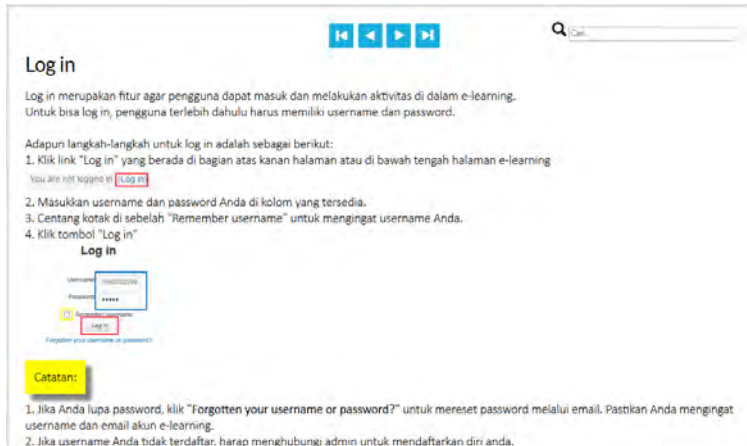 Cari...
Log in
Log in merupakan fitur agar pengguna dapat masuk dan melakukan aktivitas di dalam e-learning.
Untuk bisa log in, pengguna terlebih dahulu harus memiliki username dan password.
Adapun langkah-langkah untuk log in adalah sebagai berikut:
1. Klik link "Log in" yang berada di bagian atas kanan halaman atau di bawah tengah halaman e-learning
You are not logged in (Log in)
2. Masukkan username dan password Anda di kolom yang tersedia.
3. Centang kotak di sebelah "Remember username" untuk mengingat username Anda.
4. Klik tombol "Log in"
Log in
Username
Password •••••
Remember username
Log in
Forgotten your username or password?
Catatan:
1. Jika Anda lupa password, klik "Forgotten your username or password?" untuk mereset password melalui email. Pastikan Anda mengingat
username dan email akun e-learning.
2. Jika username Anda tidak terdaftar, harap menghubungi admin untuk mendaftarkan diri anda.